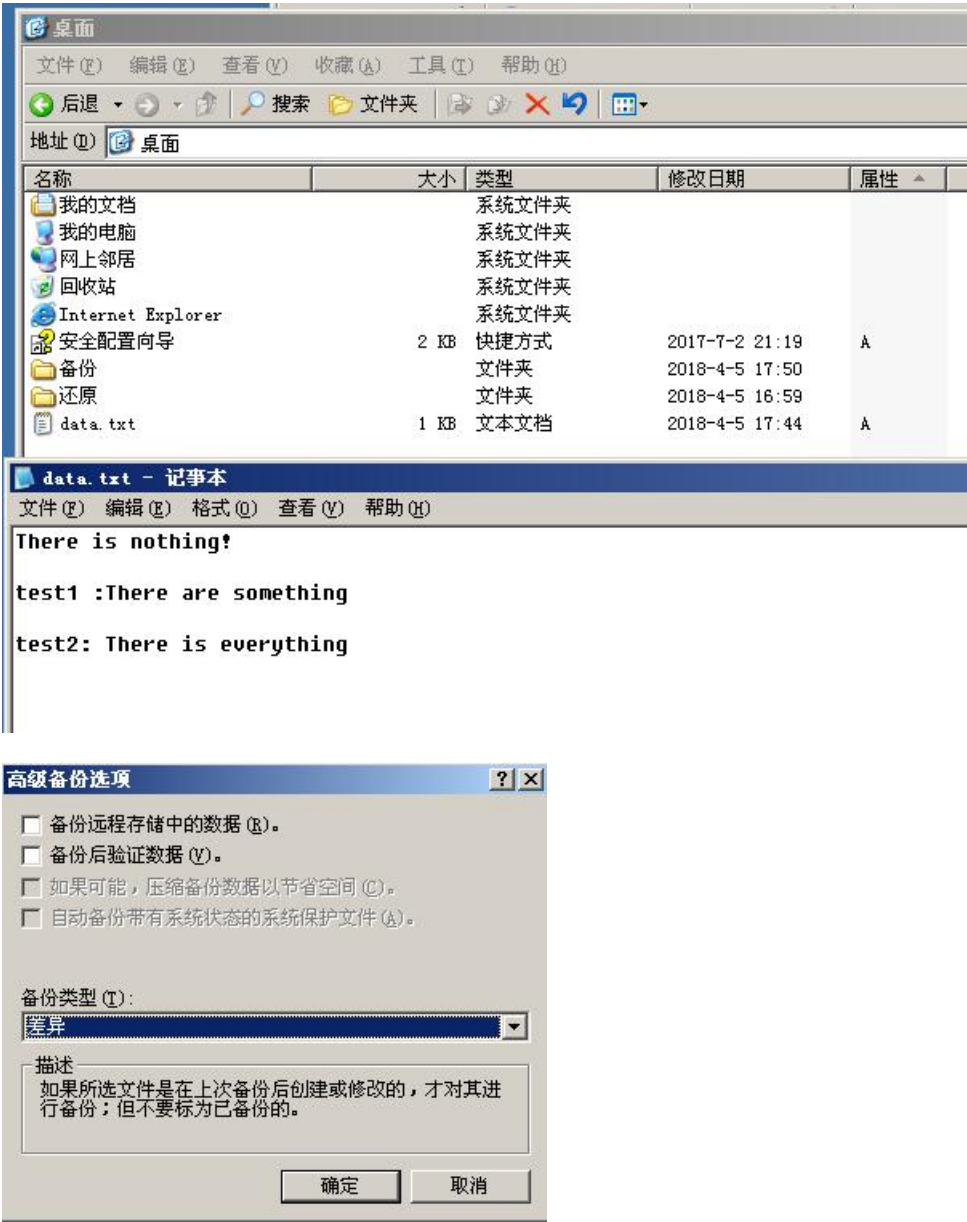 桌面
文件(F) 编辑(E) 查看(V) 收藏(A) 工具(T) 帮助(H)
后退 搜索 文件夹
地址(D) 桌面
名称 大小 类型 修改日期 属性
我的文档 系统文件夹
我的电脑 系统文件夹
网上邻居 系统文件夹
回收站 系统文件夹
Internet Explorer 系统文件夹
安全配置向导 2 KB 快捷方式 2017-7-2 21:19 A
备份 文件夹 2018-4-5 17:50
还原 文件夹 2018-4-5 16:59
data.txt 1 KB 文本文档 2018-4-5 17:44 A
data.txt - 记事本
文件(F) 编辑(E) 格式(O) 查看(V) 帮助(H)
There is nothing!
test1 :There are something
test2: There is everything
高级备份选项
备份远程存储中的数据(R)。
备份后验证数据(V)。
如果可能，压缩备份数据以节省空间(C)。
自动备份带有系统状态的系统保护文件(A)。
备份类型(T):
差异
描述
如果所选文件是在上次备份后创建或修改的，才对其进
行备份；但不要标为已备份的。
确定 取消